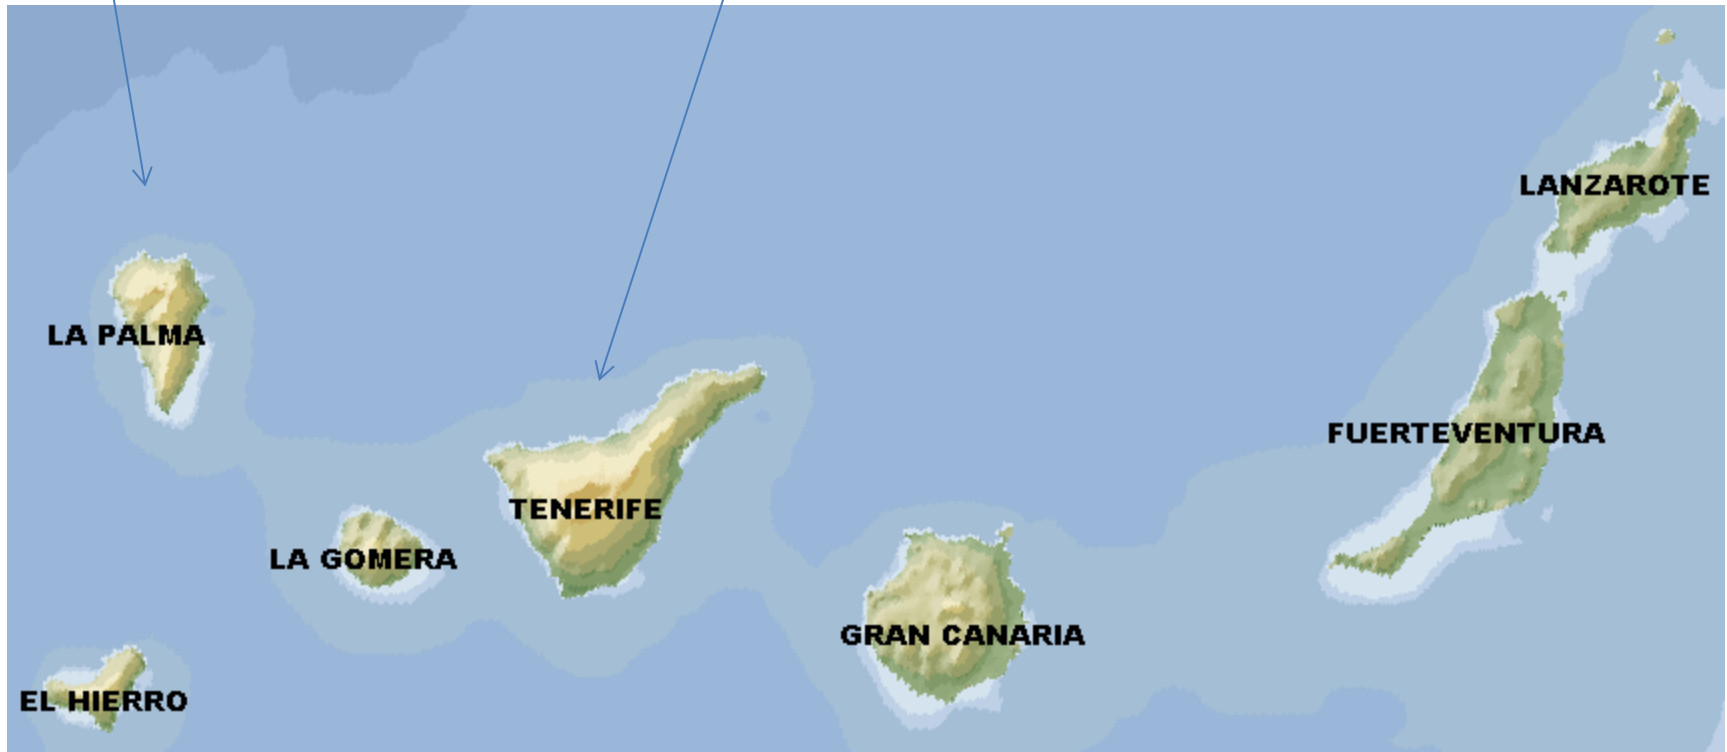 LANZAROTE
LA PALMA
FUERTEVENTURA
TENERIFE
LA GOMERA
GRAN CANARIA
EL HIERRO